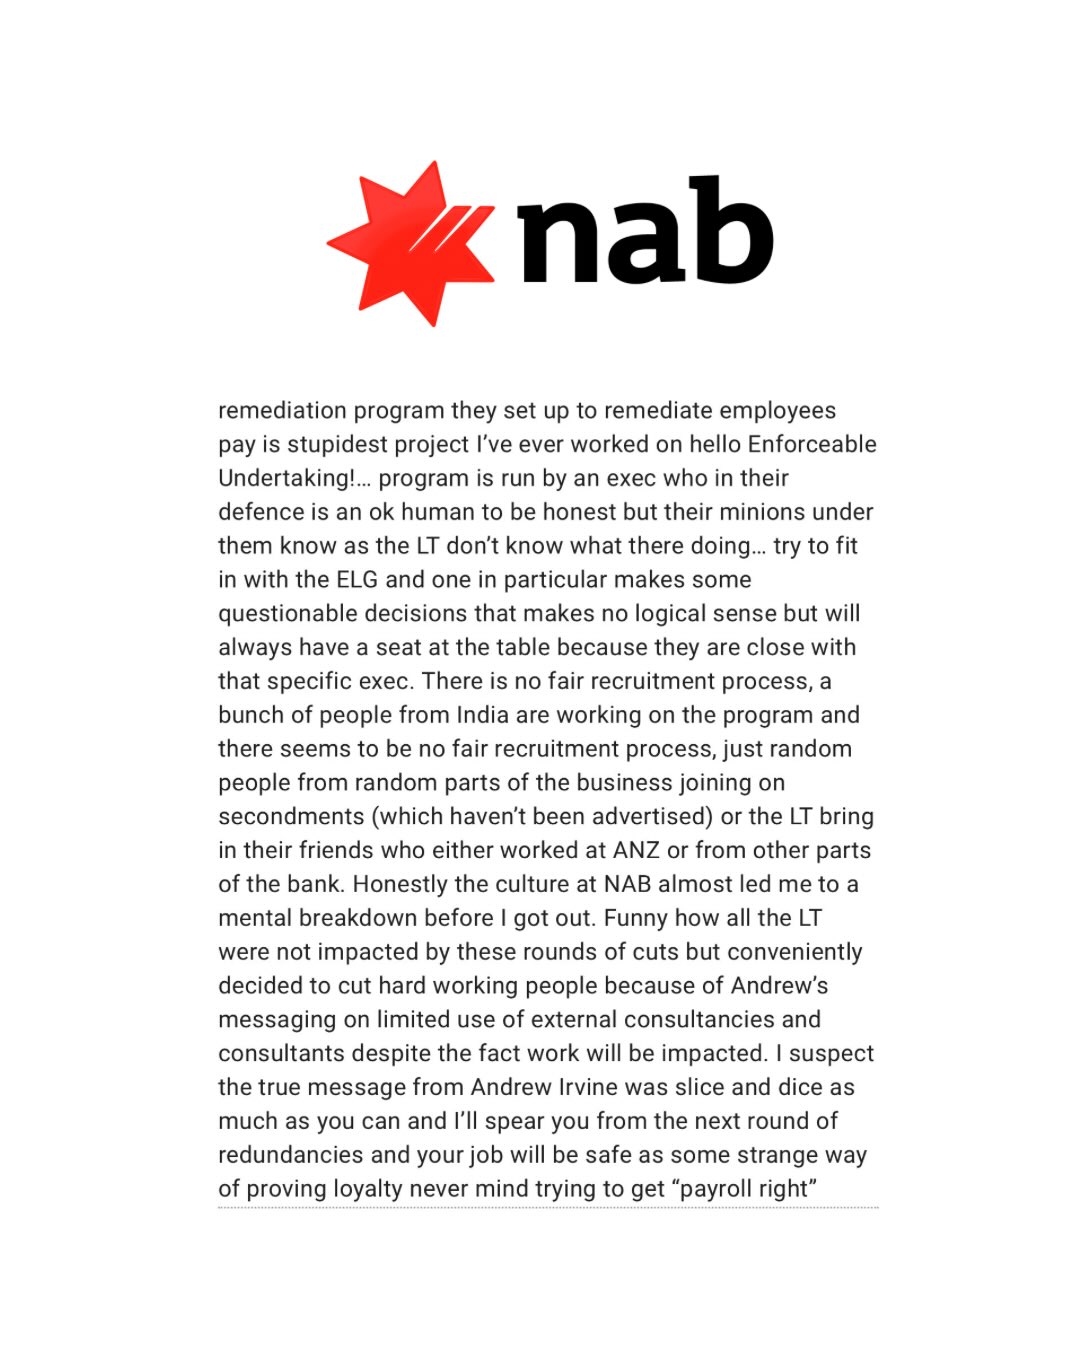 nab
remediation program they set up to remediate employees
pay is stupidest project I’ve ever worked on hello Enforceable
Undertaking!... program is run by an exec who in their
defence is an ok human to be honest but their minions under
them know as the LT don’t know what there doing... try to fit
in with the ELG and one in particular makes some
questionable decisions that makes no logical sense but will
always have a seat at the table because they are close with
that specific exec. There is no fair recruitment process, a
bunch of people from India are working on the program and
there seems to be no fair recruitment process, just random
people from random parts of the business joining on
secondments (which haven’t been advertised) or the LT bring
in their friends who either worked at ANZ or from other parts
of the bank. Honestly the culture at NAB almost led me to a
mental breakdown before I got out. Funny how all the LT
were not impacted by these rounds of cuts but conveniently
decided to cut hard working people because of Andrew’s
messaging on limited use of external consultancies and
consultants despite the fact work will be impacted. I suspect
the true message from Andrew Irvine was slice and dice as
much as you can and I’ll spear you from the next round of
redundancies and your job will be safe as some strange way
of proving loyalty never mind trying to get “payroll right”